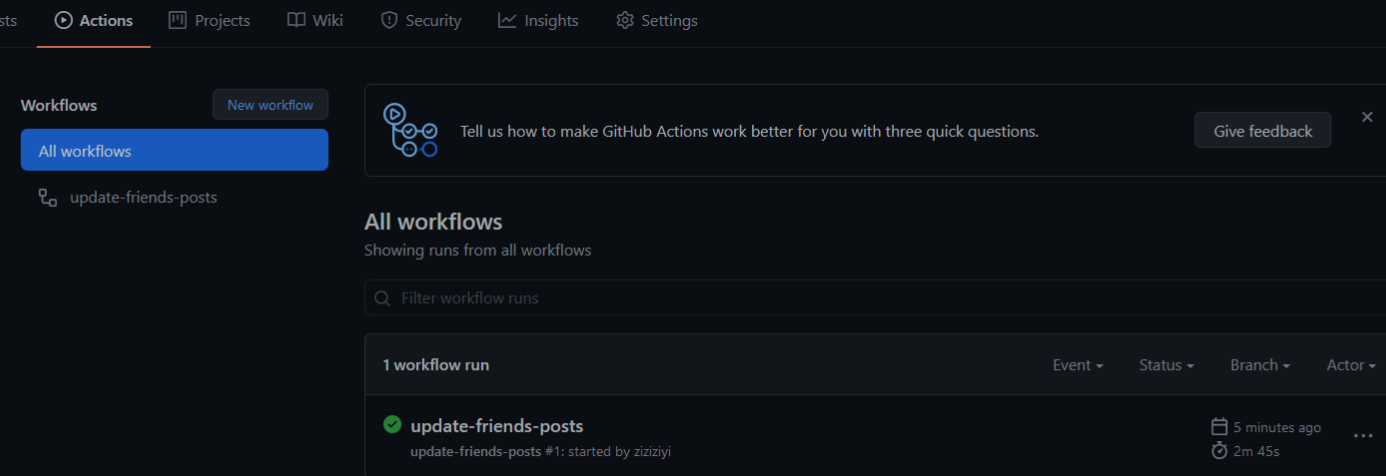 sts Actions Projects Wiki Security Insights Settings
Workflows New workflow
All workflows
update-friends-posts
Tell us how to make GitHub Actions work better for you with three quick questions. Give feedback
All workflows
Showing runs from all workflows
Filter workflow runs
1 workflow run Event Status Branch Actor
update-friends-posts 5 minutes ago
update-friends-posts #1: started by ziziziyi 2m 45s